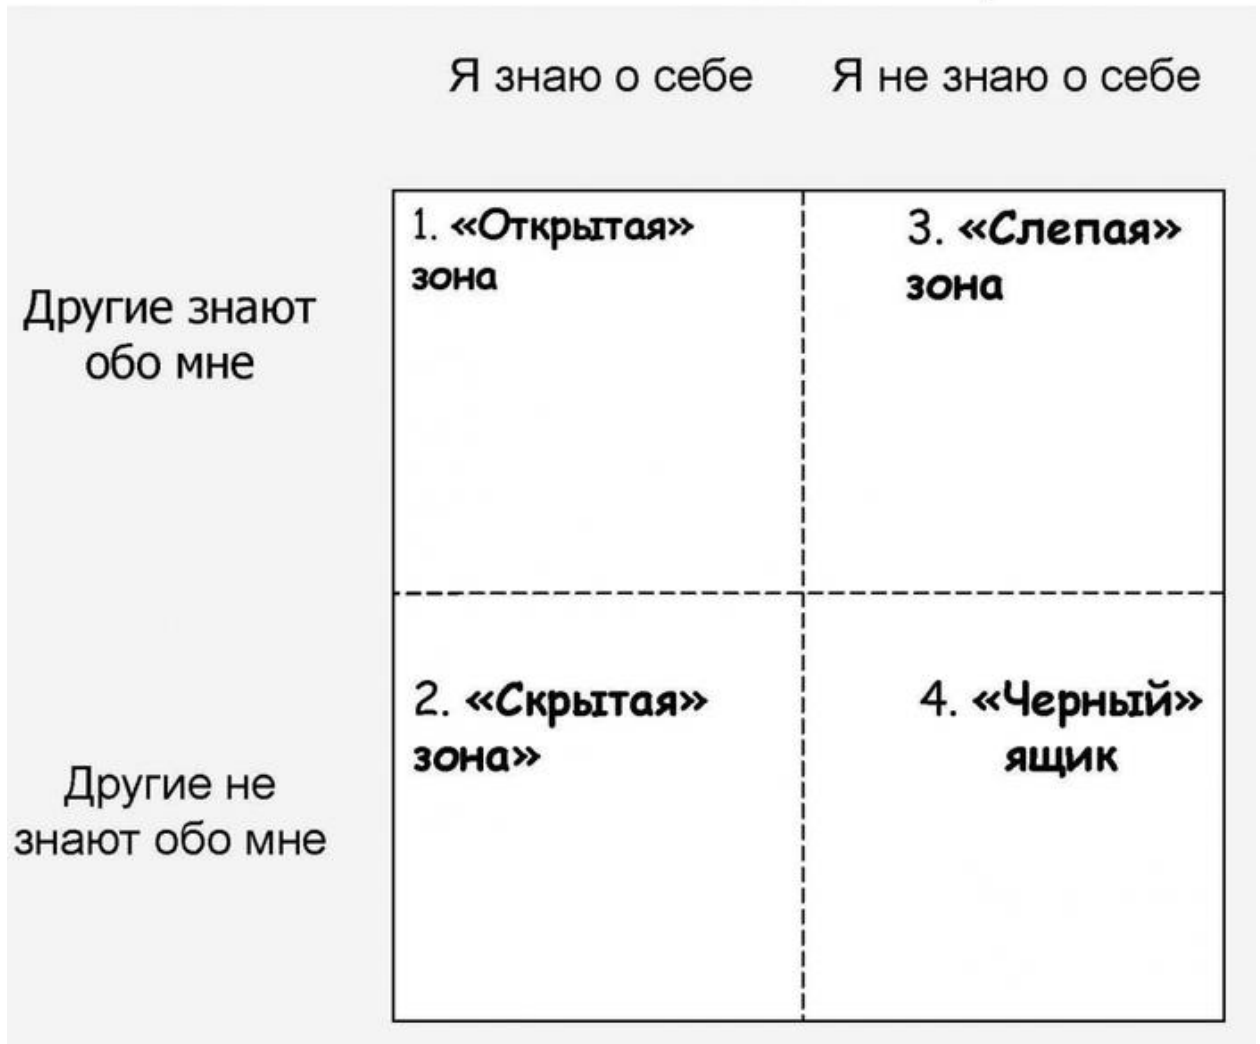 Я знаю о себе
Я не знаю о себе
Другие знают
обо мне
1. «Открытая»
зона
3. «Слепая»
зона
Другие не
знают обо мне
2. «Скрытая»
зона»
4. «Черный»
ящик